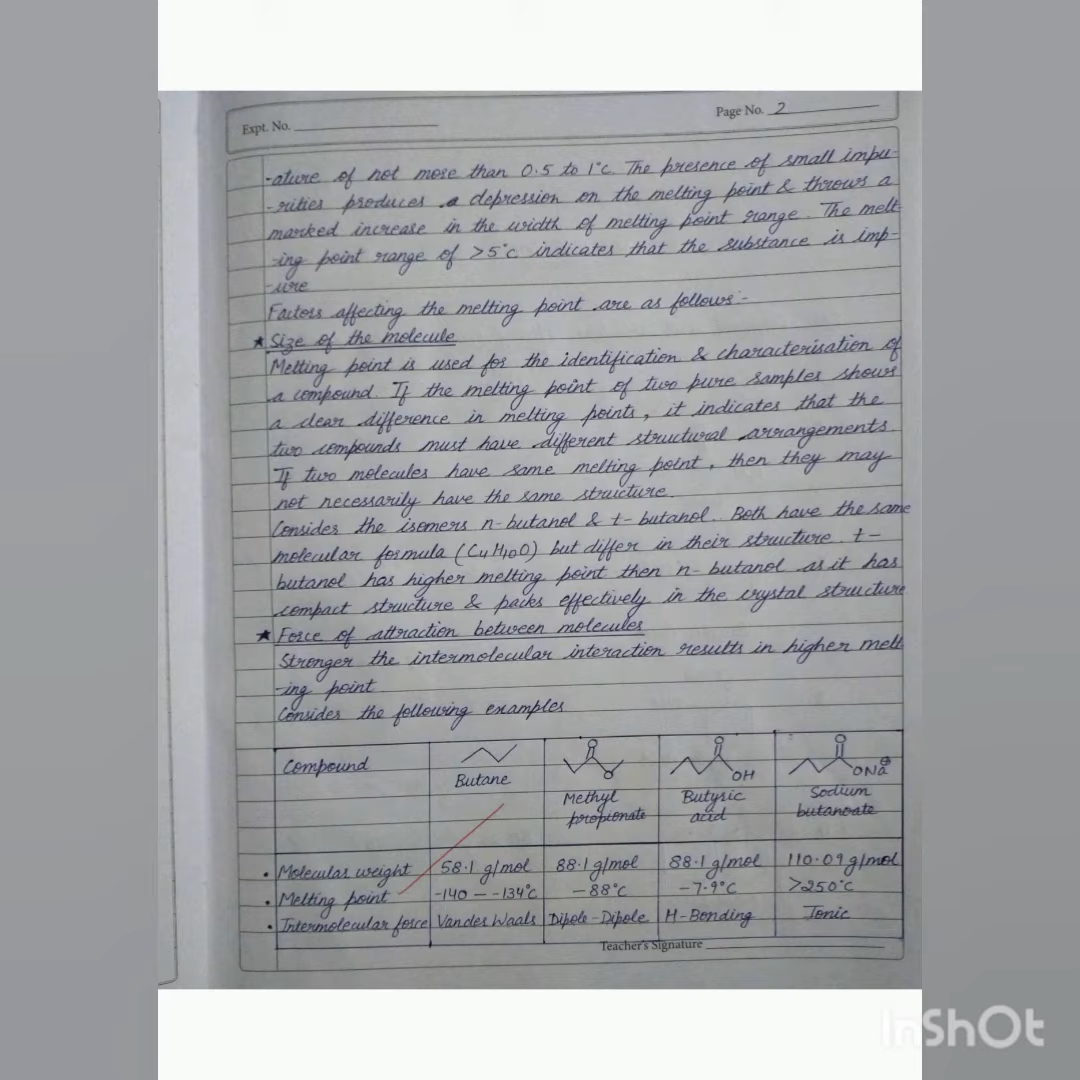 Expt. No.
Page No. 2
-ature of not more than 0.5 to 1°C. The presence of small impu-
-rities produces a depression on the melting point & throws a
marked increase in the width of melting point range. The melt
-ing point range of >5°C indicates that the substance is imp-
-ure
Factors affecting the melting point are as follows:-
★ Size of the molecule
Melting point is used for the identification & characterisation of
a compound. If the melting point of two pure samples shows
a clear difference in melting points, it indicates that the
two compounds must have different structural arrangements.
If two molecules have same melting point, then they may
not necessarily have the same structure.
Consider the isomers n-butanol & t-butanol. Both have the same
molecular formula (C4H10O) but differ in their structure. t-
butanol has higher melting point then n-butanol as it has
compact structure & packs effectively in the crystal structure
★ Force of attraction between molecules
Stronger the intermolecular interaction results in higher melt
-ing point
Consider the following examples
Compound Butane Methyl propionate Butyric acid Sodium butanoate
O O O O OH ONa⊕
• Molecular weight 58.1 g/mol 88.1 g/mol 88.1 g/mol 110.09 g/mol
• Melting point -140 – -134°C -88°C -7.9°C >250°C
• Intermolecular force Vander Waals Dipole-Dipole H-Bonding Ionic
Teacher's Signature
InShOt